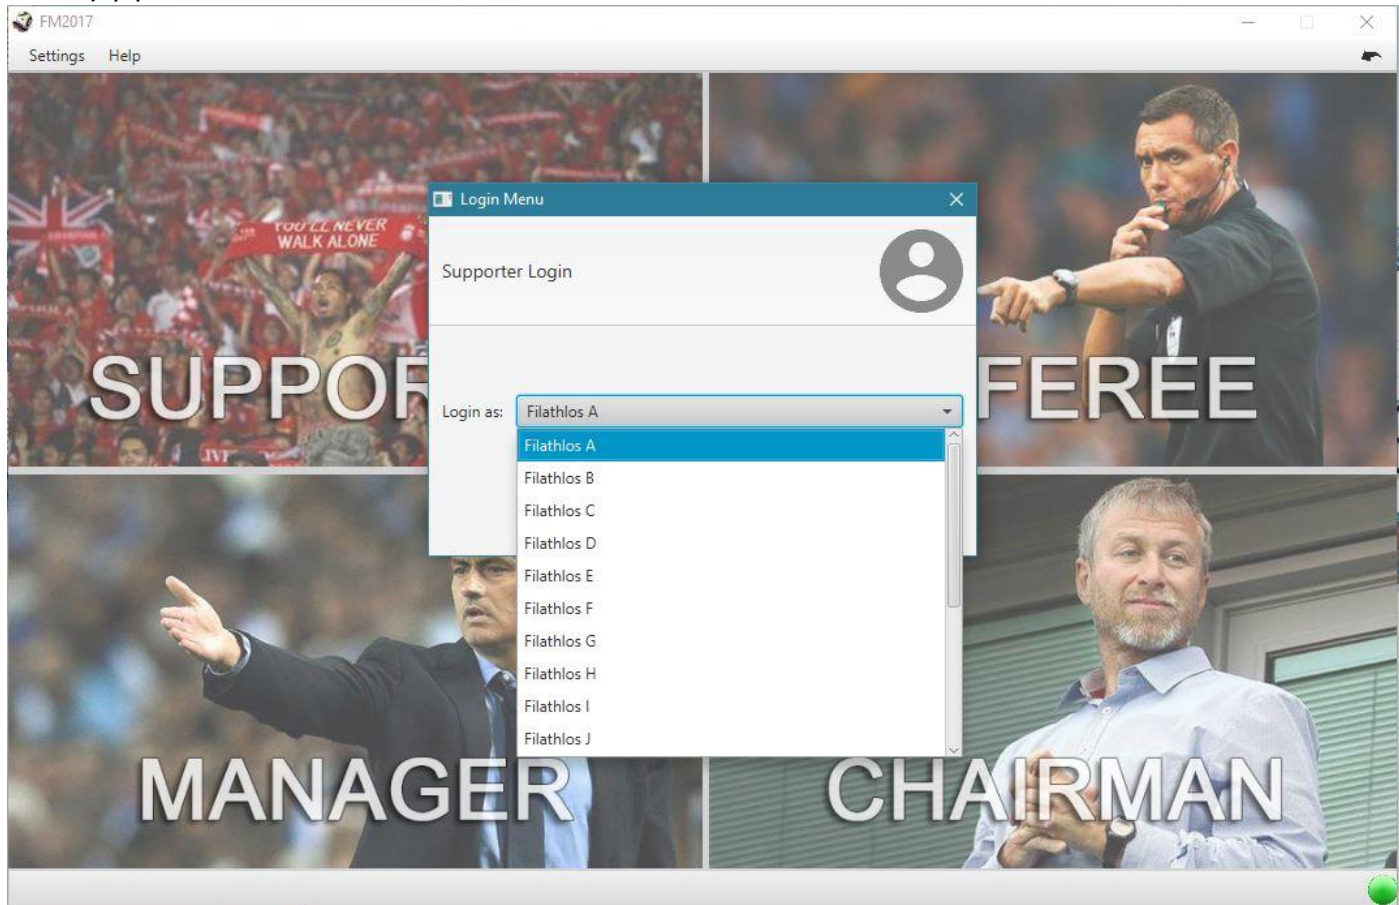 FM2017
Settings Help
YOU'LL NEVER
WALK ALONE
Login Menu
Supporter Login
SUPPOR
FEREE
Login as: Filathlos A
Filathlos A
Filathlos B
Filathlos C
Filathlos D
Filathlos E
Filathlos F
Filathlos G
Filathlos H
Filathlos I
Filathlos J
MANAGER
CHAIRMAN